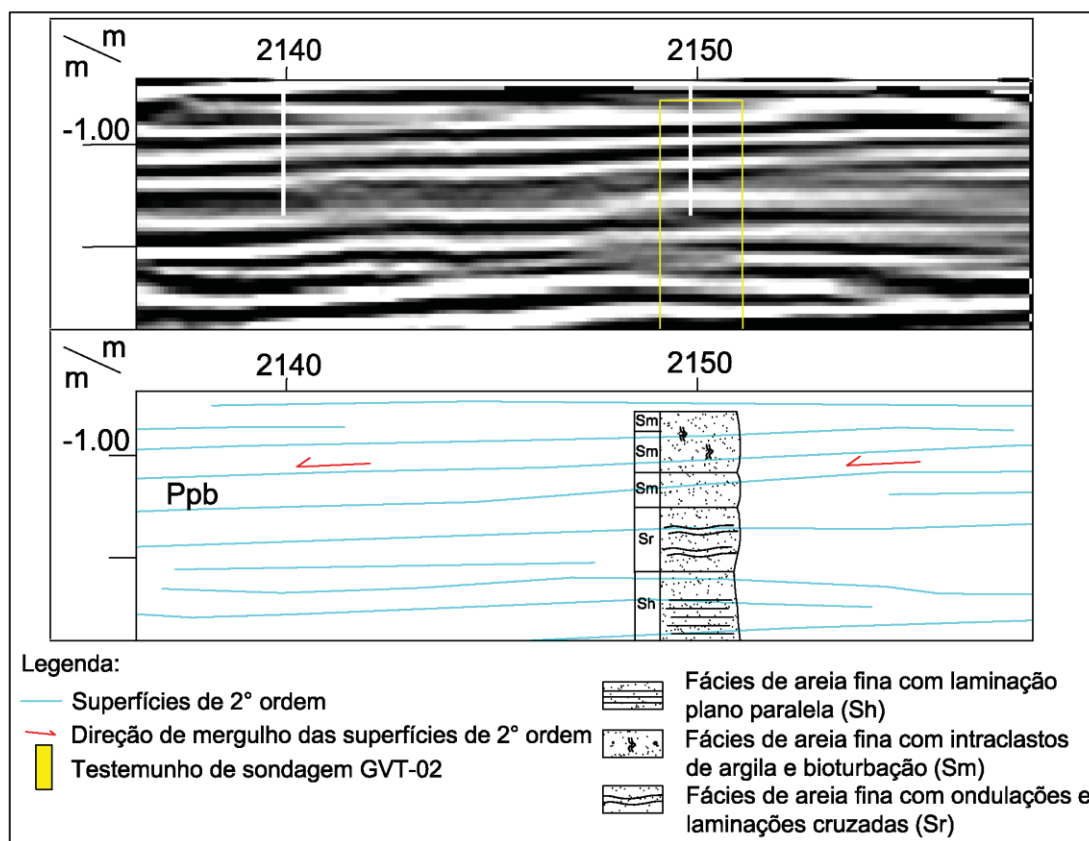 m
m
2140
2150
-1.00
m
m
2140
2150
-1.00
Ppb
Sm
Sm
Sm
Sr
Sh
Legenda:
Superfícies de 2° ordem
Direção de mergulho das superfícies de 2° ordem
Testemunho de sondagem GVT-02
Fácies de areia fina com laminação
plano paralela (Sh)
Fácies de areia fina com intraclastos
de argila e bioturbação (Sm)
Fácies de areia fina com ondulações e
laminações cruzadas (Sr)